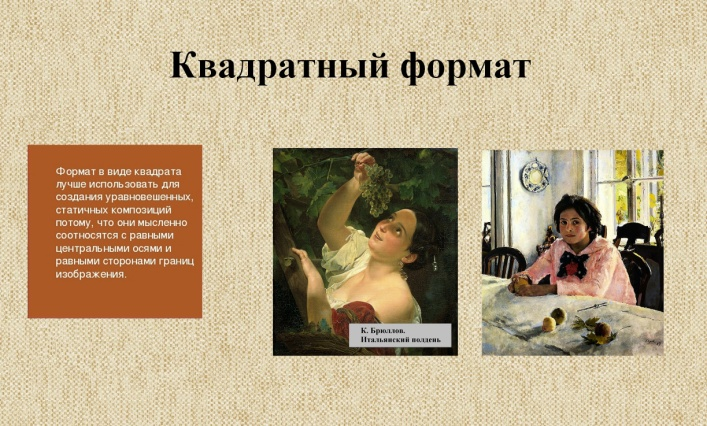 Квадратный формат
Формат в виде квадрата
лучше использовать для
создания уравновешенных,
статичных композиций
потому, что они мысленно
соотносятся с равными
центральными осями и
равными сторонами границ
изображения.
К. Брюллов.
Итальянский полдень